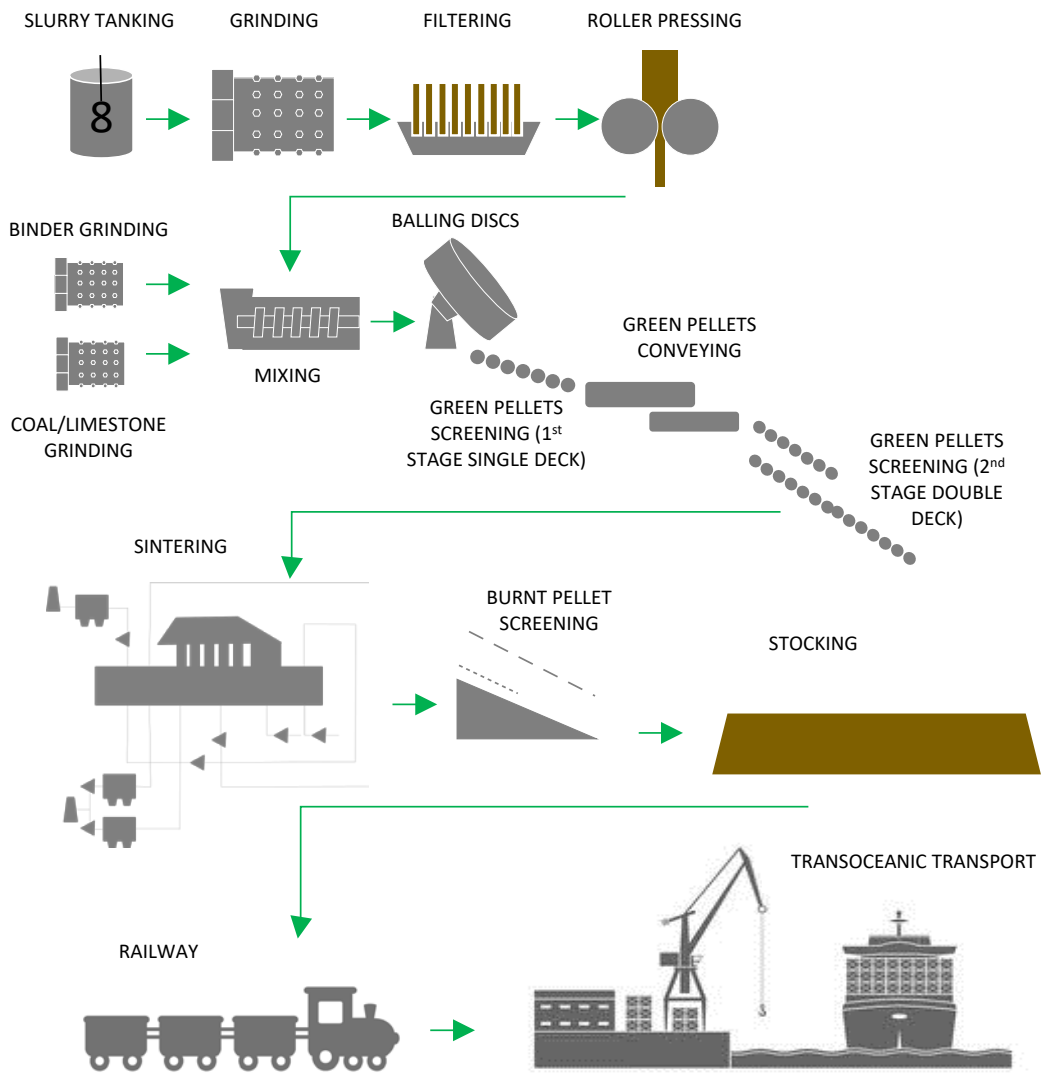 SLURRY TANKING
GRINDING
FILTERING
ROLLER PRESSING
8
BINDER GRINDING
BALLING DISCS
GREEN PELLETS
CONVEYING
MIXING
COAL/LIMESTONE
GRINDING
GREEN PELLETS
SCREENING (1st
STAGE SINGLE DECK)
GREEN PELLETS
SCREENING (2nd
STAGE DOUBLE
DECK)
SINTERING
BURNT PELLET
SCREENING
STOCKING
TRANSOCEANIC TRANSPORT
RAILWAY